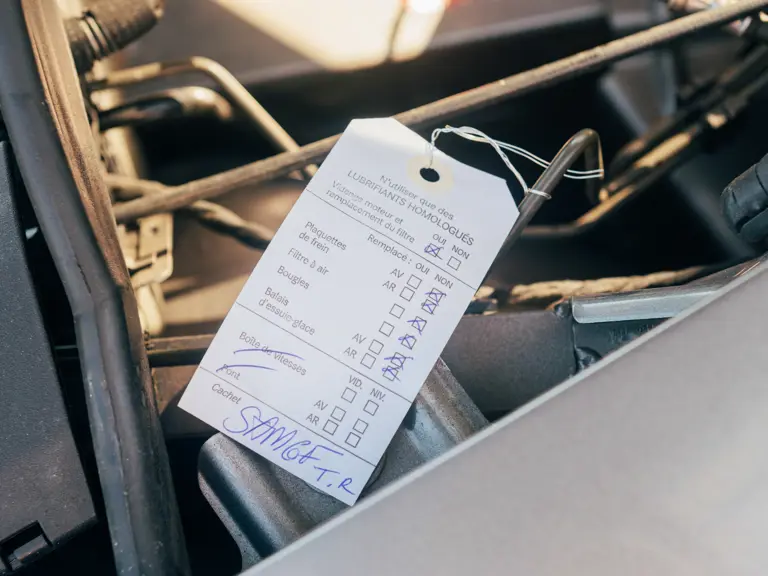 N'utiliser que des
LUBRIFIANTS HOMOLOGUÉS
Vidange moteur et
remplacement du filtre
OUI NON
Remplacé : OUI NON
Plaquettes
de frein
AV
AR
Filtre à air
Bougies
Balais
d'essuie-glace
AV
AR
VID. NIV.
Boîte de vitesses
Pont
AV
AR
Cachet
T.R